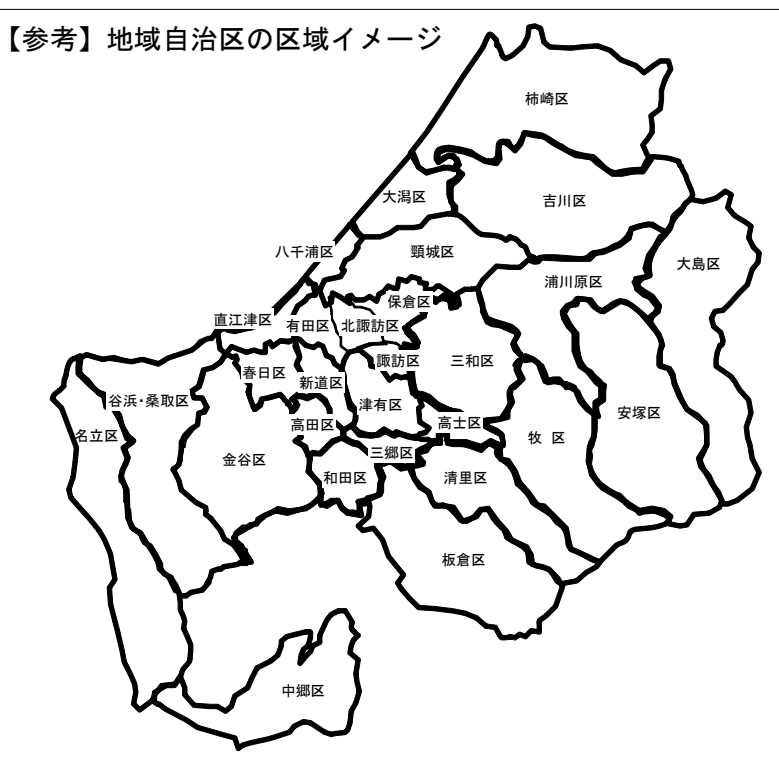 【参考】地域自治区の区域イメージ
柿崎区
大潟区
吉川区
八千浦区
頸城区
大島区
浦川原区
保倉区
直江津区
有田区
北諏訪区
諏訪区
三和区
春日区
新道区
谷浜・桑取区
津有区
安塚区
高田区
高士区
名立区
牧 区
三郷区
金谷区
和田区
清里区
板倉区
中郷区